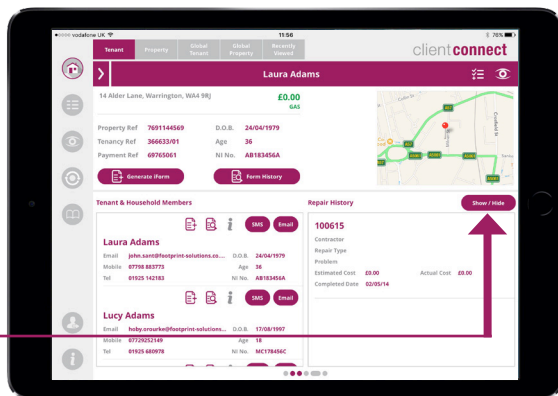 vodafone UK
11:56
76%
Tenant
Property
Global Tenant
Global Property
Recently Viewed
clientconnect
Laura Adams
14 Alder Lane, Warrington, WA4 9RJ
£0.00
GAS
Property Ref 7691144569 D.O.B. 24/04/1979
Tenancy Ref 366633/01 Age 36
Payment Ref 69765061 NI No. AB183456A
Generate iForm
Form History
Tenant & Household Members
SMS Email
Laura Adams
Email john.sant@footprint-solutions.co.... D.O.B. 24/04/1979
Mobile 07798 883773 Age 36
Tel 01925 142183 NI No. AB183456A
SMS Email
Lucy Adams
Email hoby.orourke@footprint-solutions... D.O.B. 17/08/1997
Mobile 07729252149 Age 18
Tel 01925 680978 NI No. MC178456C
SMS Email
Repair History
Show / Hide
100615
Contractor
Repair Type
Problem
Estimated Cost £0.00 Actual Cost £0.00
Completed Date 02/05/14